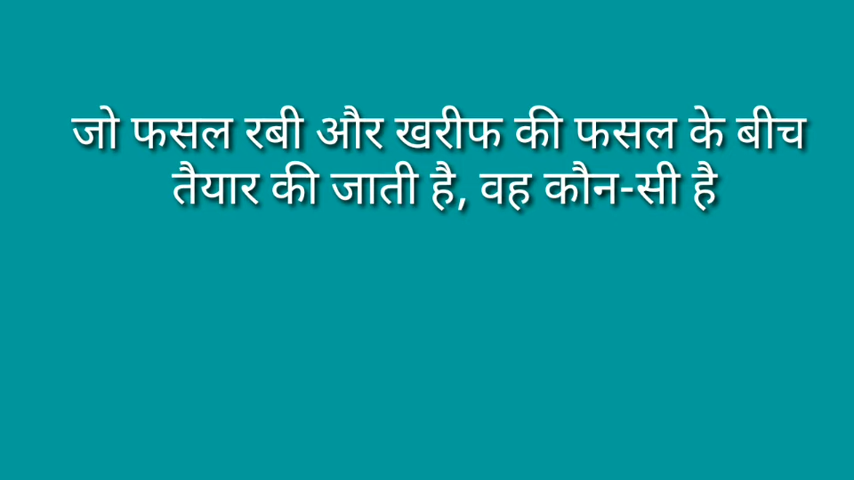 जो फसल रबी और खरीफ की फसल के बीच
तैयार की जाती है, वह कौन-सी है